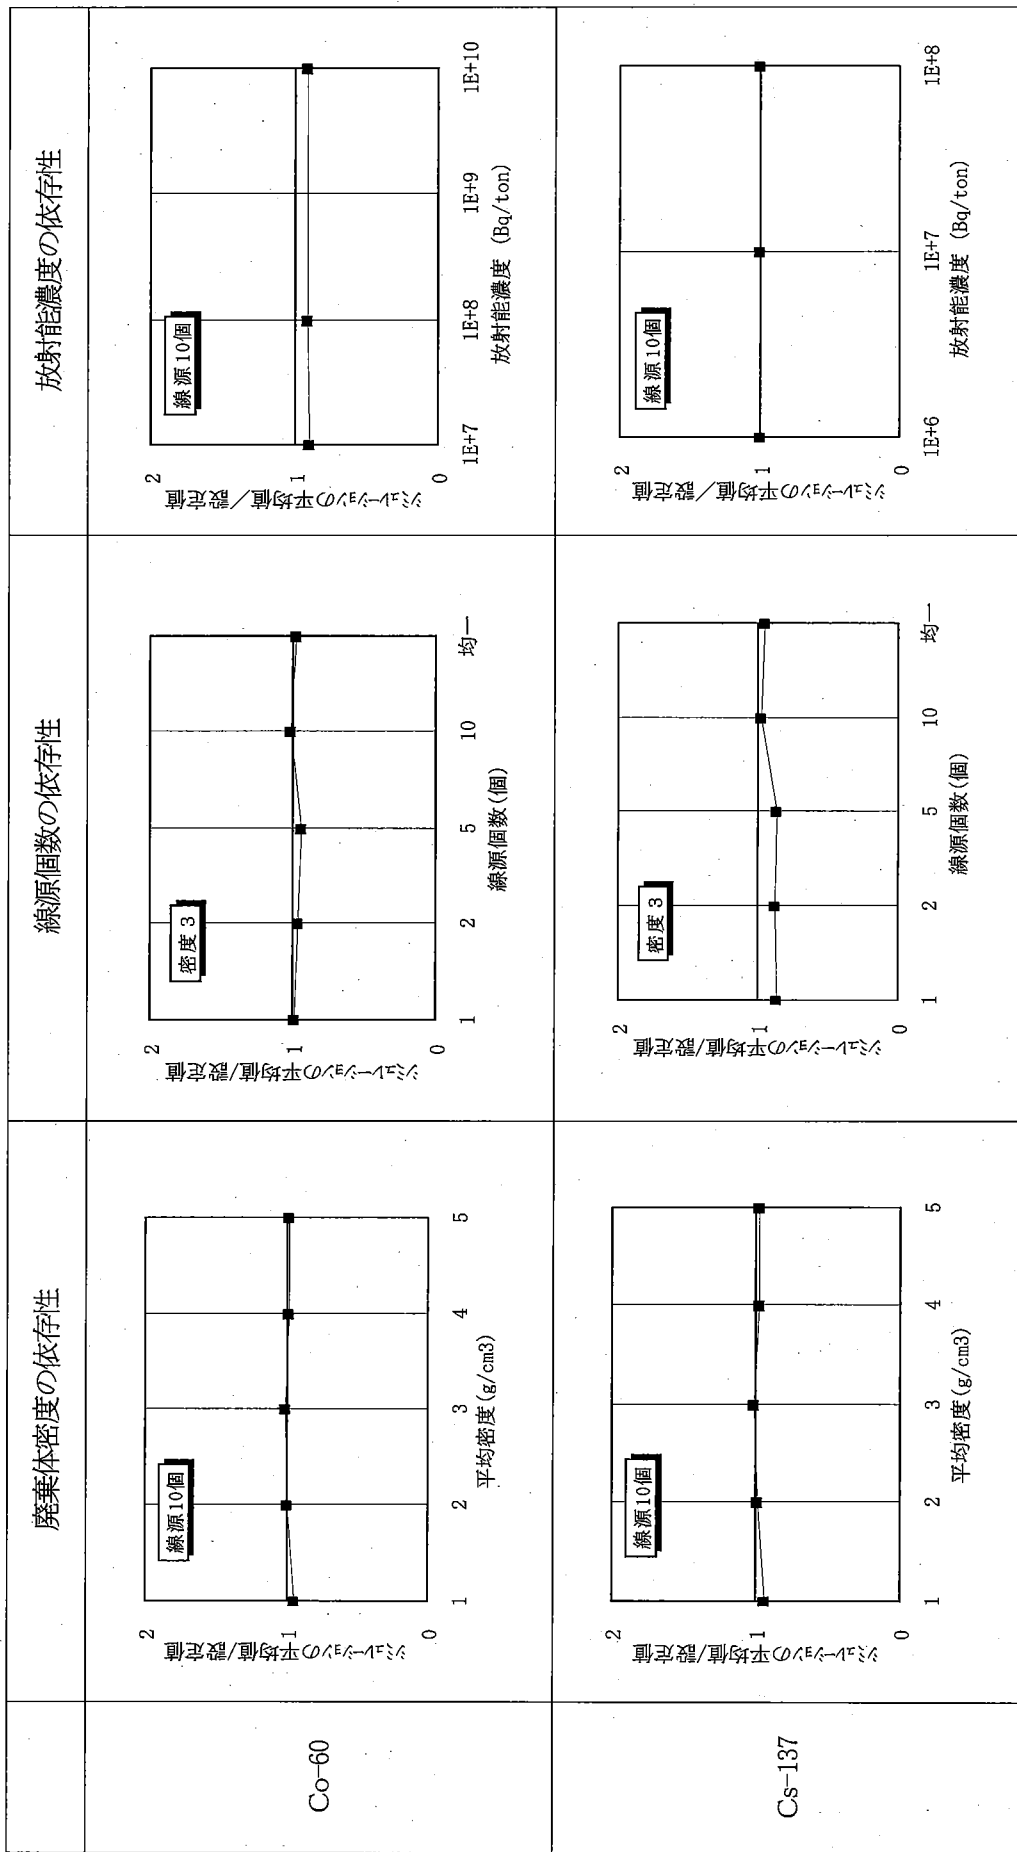 廃棄体密度の依存性
線源個数の依存性
放射能濃度の依存性
Co-60
シミュレーションの平均値/設定値
2
1
0
線源10個
1 2 3 4 5
平均密度(g/cm3)
シミュレーションの平均値/設定値
2
1
0
密度 3
1 2 5 10 均一
線源個数(個)
シミュレーションの平均値/設定値
2
1
0
線源10個
1E+7 1E+8 1E+9 1E+10
放射能濃度 (Bq/ton)
Cs-137
シミュレーションの平均値/設定値
2
1
0
線源10個
1 2 3 4 5
平均密度(g/cm3)
シミュレーションの平均値/設定値
2
1
0
密度 3
1 2 5 10 均一
線源個数(個)
シミュレーションの平均値/設定値
2
1
0
線源10個
1E+6 1E+7 1E+8
放射能濃度 (Bq/ton)